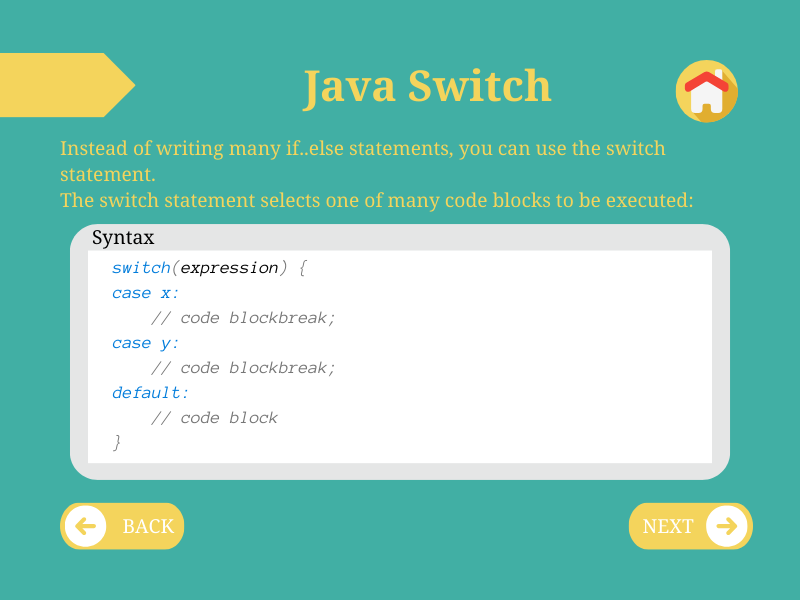 Java Switch
Instead of writing many if..else statements, you can use the switch
statement.
The switch statement selects one of many code blocks to be executed:
Syntax
switch(expression) {
case x:
    // code blockbreak;
case y:
    // code blockbreak;
default:
    // code block
}
BACK
NEXT